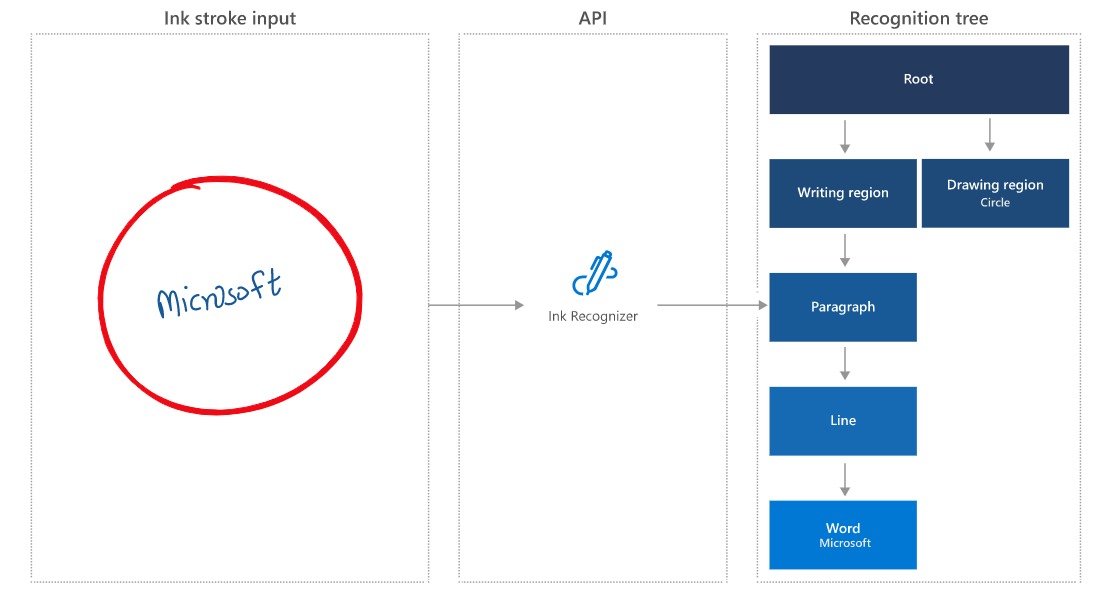 Ink stroke input
API
Recognition tree
Microsoft
Ink Recognizer
Root
Writing region
Drawing region
Circle
Paragraph
Line
Word
Microsoft